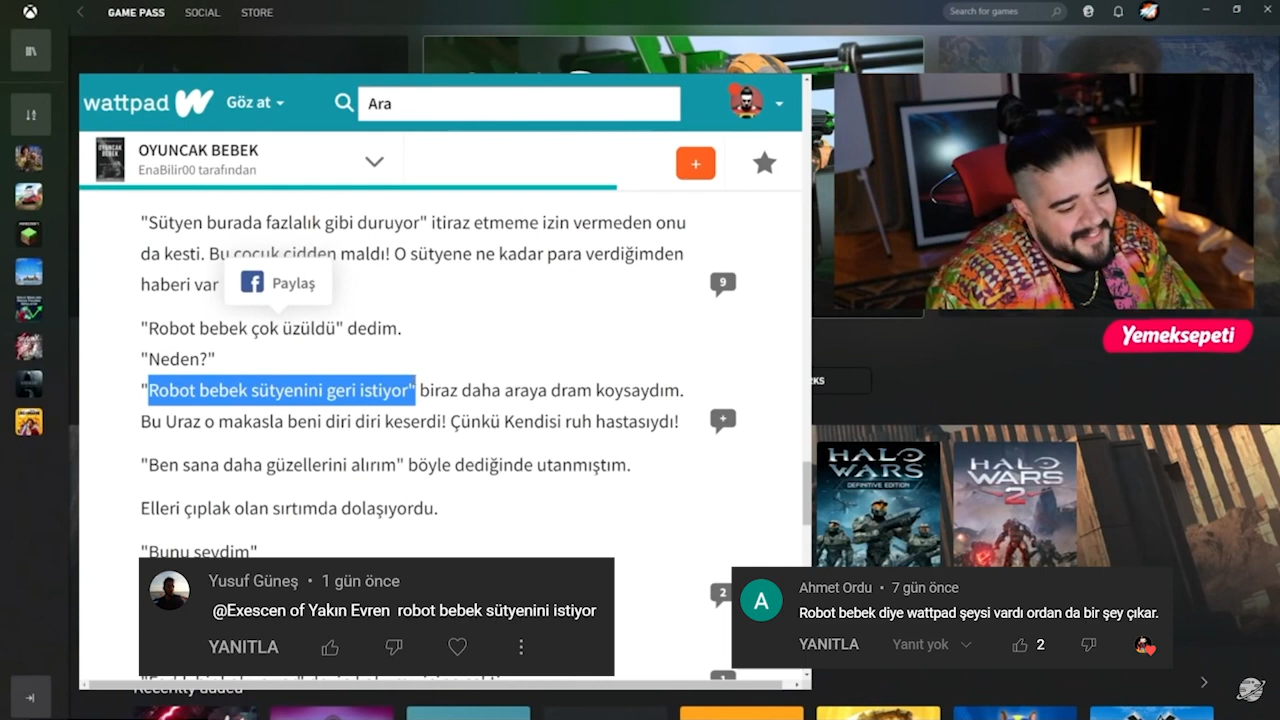 GAME PASS SOCIAL STORE
Search for games
wattpad
Göz at
Ara
OYUNCAK BEBEK
OYUNCAK BEBEK
EnaBilir00 tarafından
"Sütyen burada fazlalık gibi duruyor" itiraz etmeme izin vermeden onu
da kesti. Bu çocuk cidden maldı! O sütyene ne kadar para verdiğimden
haberi var
Paylaş
9
"Robot bebek çok üzüldü" dedim.
"Neden?"
"Robot bebek sütyenini geri istiyor" biraz daha araya dram koysaydım.
Bu Uraz o makasla beni diri diri keserdi! Çünkü Kendisi ruh hastasıydı!
+
"Ben sana daha güzellerini alırım" böyle dediğinde utanmıştım.
Elleri çıplak olan sırtımda dolaşıyordu.
"Bunu sevdim"
2
Yusuf Güneş • 1 gün önce
@Exescen of Yakın Evren robot bebek sütyenini istiyor
YANITLA
Yemeksepeti
HALO WARS
DEFINITIVE EDITION
HALO WARS 2
A
Ahmet Ordu • 7 gün önce
Robot bebek diye wattpad şeysi vardı ordan da bir şey çıkar.
YANITLA Yanıt yok 2
1
Recently added